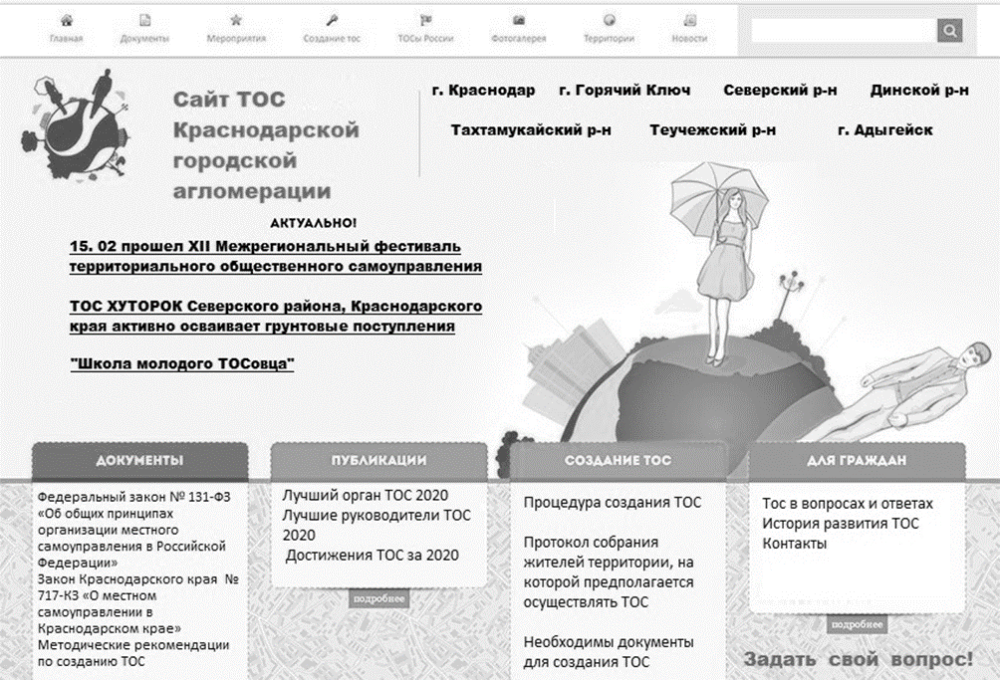 Главная Документы Мероприятия Создание тос ТОСы России Фотогалерея Территории Новости
Сайт ТОС
Краснодарской
городской
агломерации
г. Краснодар г. Горячий Ключ Северский р-н Динской р-н
Тахтамукайский р-н Теучежский р-н г. Адыгейск
АКТУАЛЬНО!
15. 02 прошел XII Межрегиональный фестиваль
территориального общественного самоуправления
ТОС ХУТОРОК Северского района, Краснодарского
края активно осваивает грунтовые поступления
"Школа молодого ТОСовца"
ДОКУМЕНТЫ
Федеральный закон № 131-ФЗ
«Об общих принципах
организации местного
самоуправления в Российской
Федерации»
Закон Краснодарского края №
717-КЗ «О местном
самоуправлении в
Краснодарском крае»
Методические рекомендации
по созданию ТОС
ПУБЛИКАЦИИ
Лучший орган ТОС 2020
Лучшие руководители ТОС
2020
Достижения ТОС за 2020
подробнее
СОЗДАНИЕ ТОС
Процедура создания ТОС
Протокол собрания
жителей территории, на
которой предполагается
осуществлять ТОС
Необходимы документы
для создания ТОС
ДЛЯ ГРАЖДАН
Тос в вопросах и ответах
История развития ТОС
Контакты
подробнее
Задать свой вопрос!